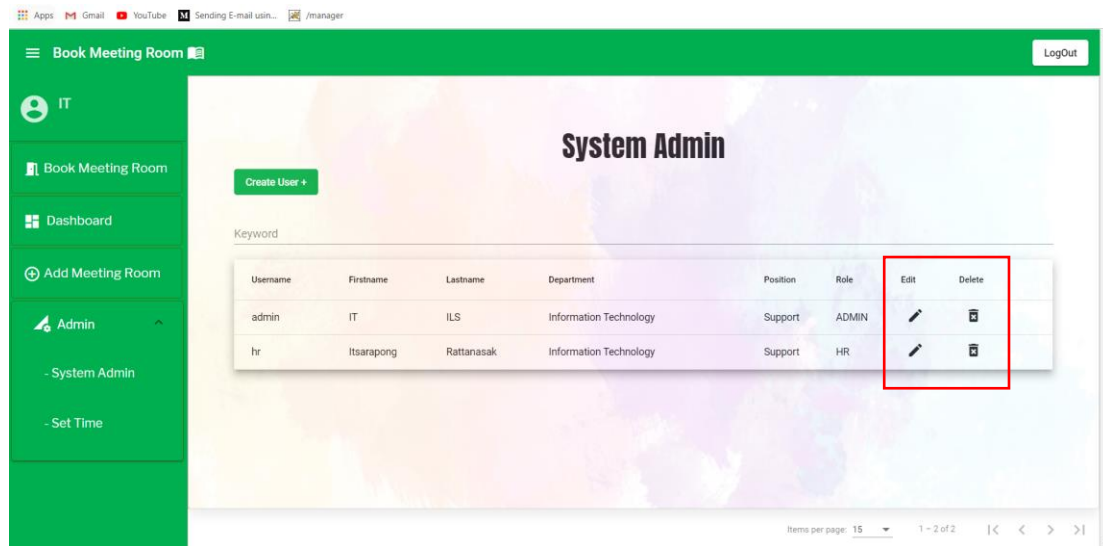 Apps Gmail YouTube Sending E-mail usin... /manager
Book Meeting Room LogOut
IT
Book Meeting Room
Dashboard
Add Meeting Room
Admin
- System Admin
- Set Time
System Admin
Create User +
Keyword
Username Firstname Lastname Department Position Role Edit Delete
admin IT ILS Information Technology Support ADMIN
hr Itsarapong Rattanasak Information Technology Support HR
Items per page: 15 1 – 2 of 2